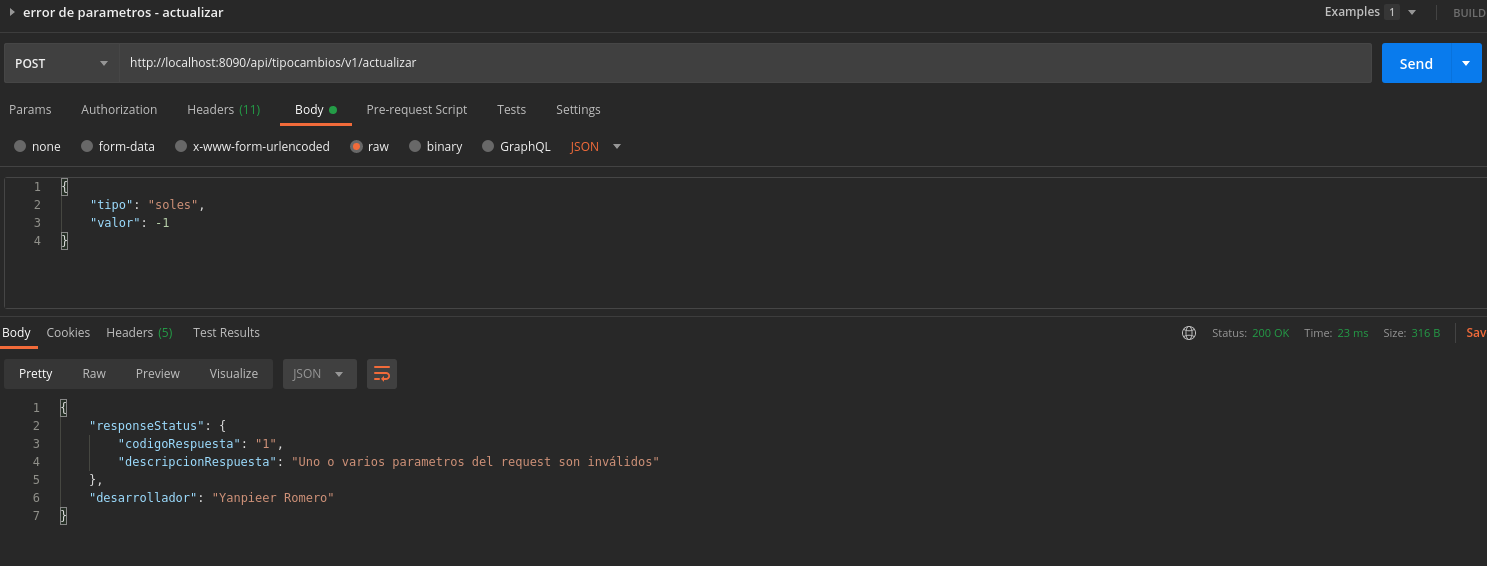 error de parametros - actualizar
Examples 1
BUILD
POST
http://localhost:8090/api/tipocambios/v1/actualizar
Send
Params Authorization Headers (11) Body Pre-request Script Tests Settings
none form-data x-www-form-urlencoded raw binary GraphQL JSON
1 {
2 "tipo": "soles",
3 "valor": -1
4 }
Body Cookies Headers (5) Test Results
Status: 200 OK Time: 23 ms Size: 316 B Sav
Pretty Raw Preview Visualize JSON
1 {
2 "responseStatus": {
3 "codigoRespuesta": "1",
4 "descripcionRespuesta": "Uno o varios parametros del request son inválidos"
5 },
6 "desarrollador": "Yanpieer Romero"
7 }